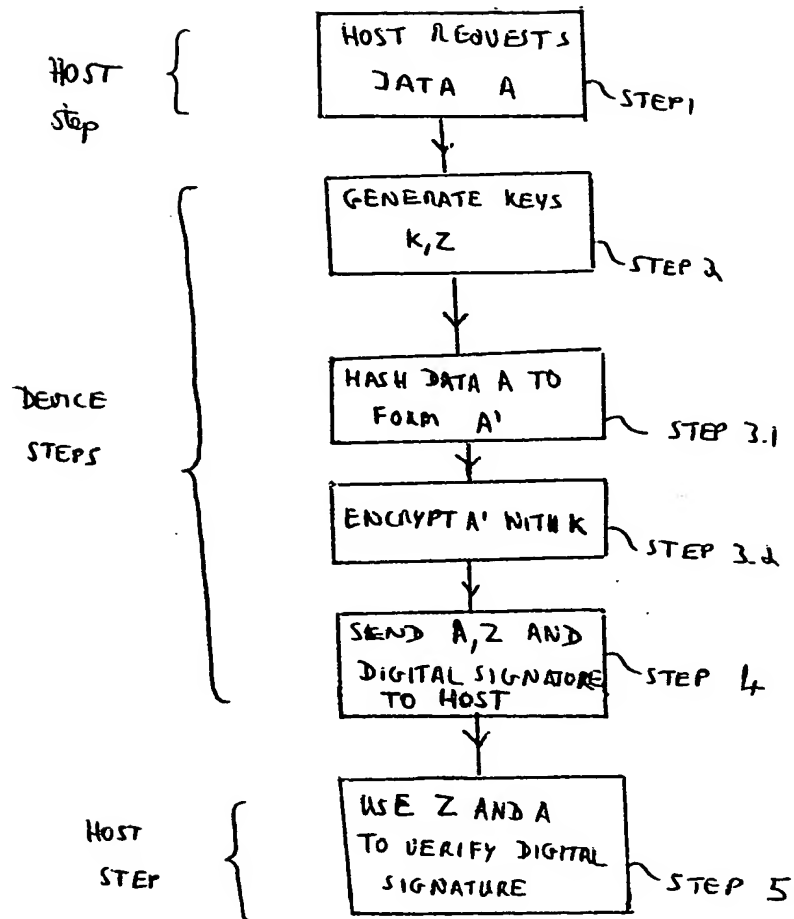 HOST REQUESTS
DATA A
STEP 1
HOST
step
GENERATE KEYS
K, Z
STEP 2
HASH DATA A TO
FORM A'
STEP 3.1
DEVICE
STEPS
ENCRYPT A' WITH K
STEP 3.2
SEND A, Z AND
DIGITAL SIGNATURE
TO HOST
STEP 4
USE Z AND A
TO VERIFY DIGITAL
SIGNATURE
STEP 5
HOST
STEP